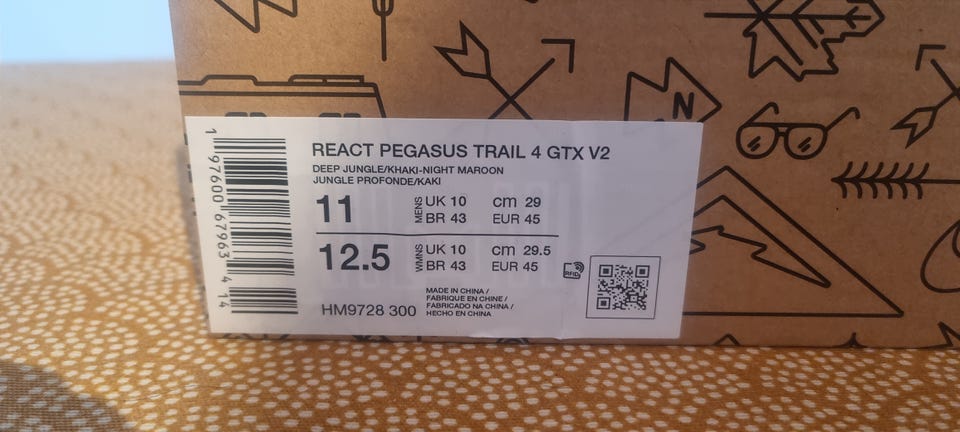 REACT PEGASUS TRAIL 4 GTX V2
DEEP JUNGLE/KHAKI-NIGHT MAROON
JUNGLE PROFONDE/KAKI
11 MENS UK 10 cm 29
BR 43 EUR 45
12.5 WMNS UK 10 cm 29.5
BR 43 EUR 45
RFID
HM9728 300
MADE IN CHINA /
FABRIQUE EN CHINE /
FABRICADO NA CHINA /
HECHO EN CHINA
1 97600 67963 4 14
N